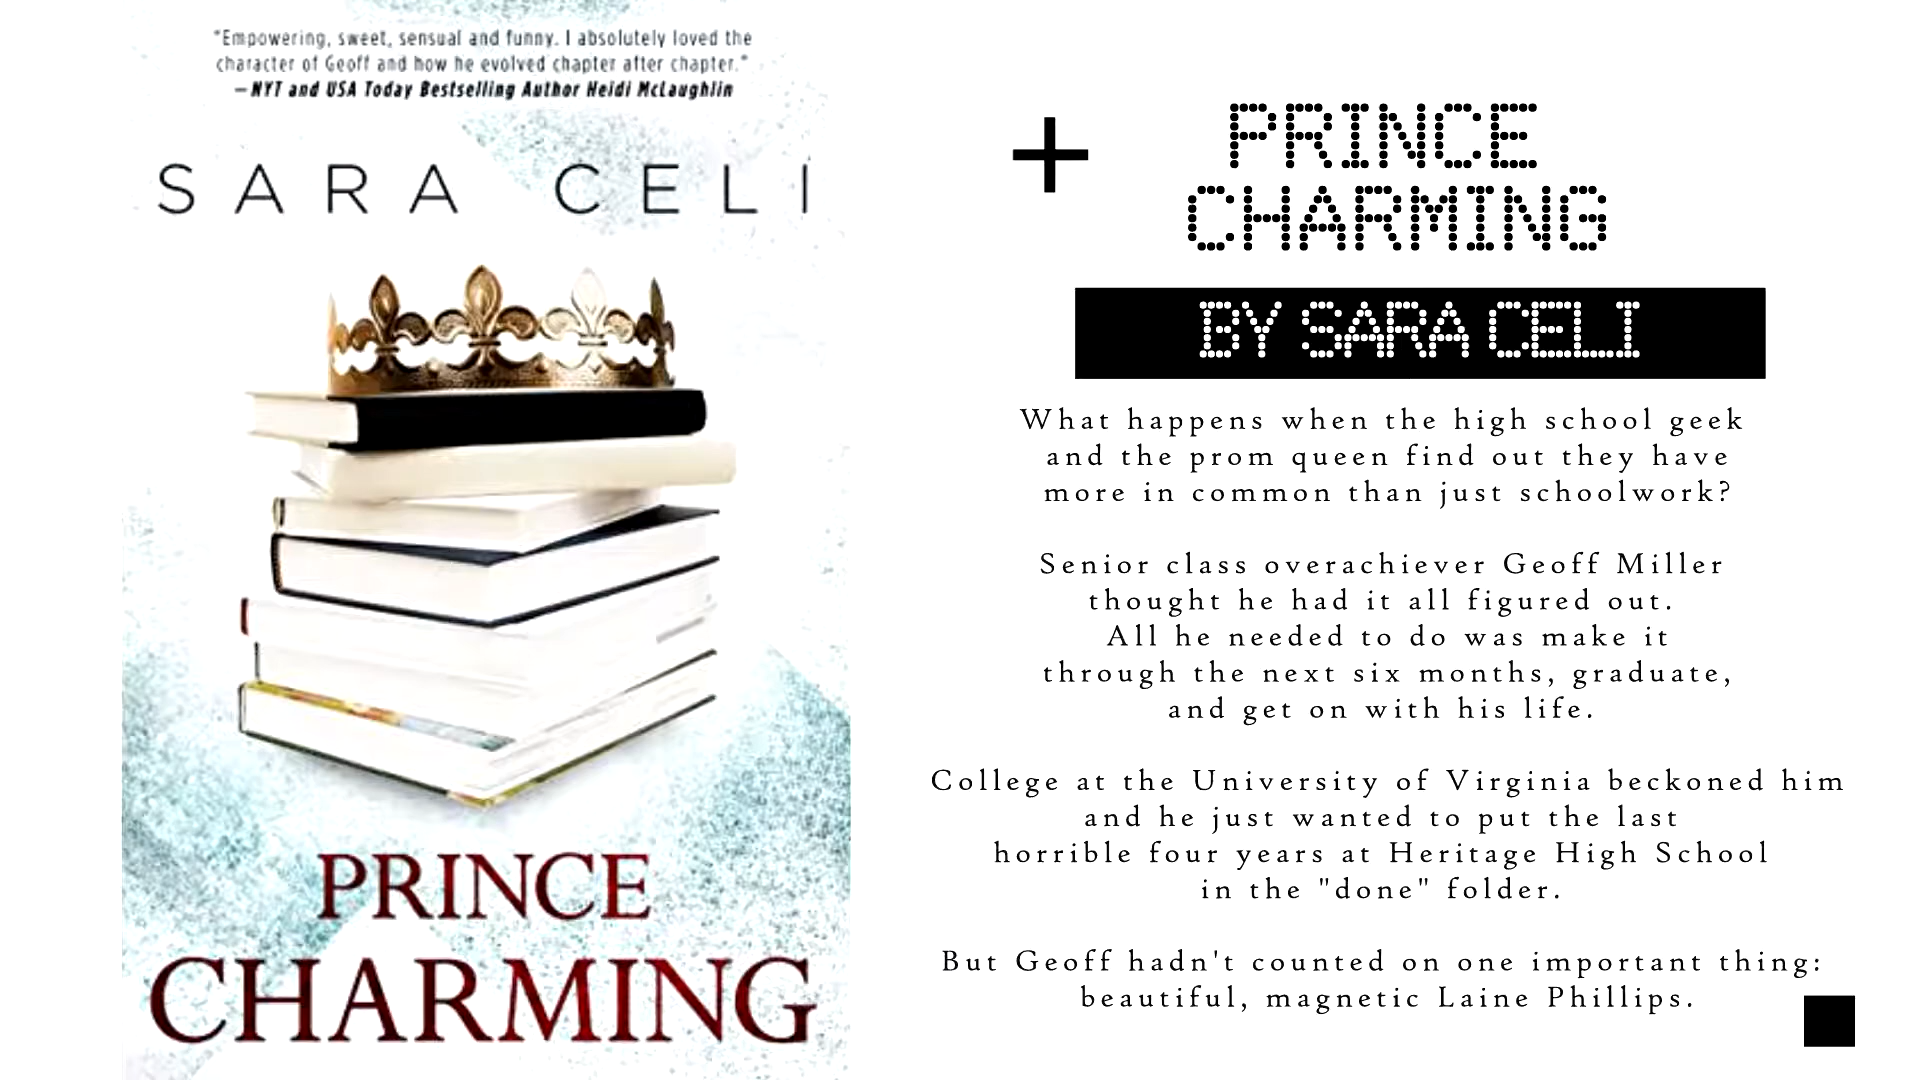 "Empowering, sweet, sensual and funny. I absolutely loved the
character of Geoff and how he evolved chapter after chapter."
—NYT and USA Today Bestselling Author Heidi McLaughlin
SARA CELI
PRINCE
CHARMING
+
PRINCE
CHARMING
BY SARA CELI
What happens when the high school geek
and the prom queen find out they have
more in common than just schoolwork?
Senior class overachiever Geoff Miller
thought he had it all figured out.
All he needed to do was make it
through the next six months, graduate,
and get on with his life.
College at the University of Virginia beckoned him
and he just wanted to put the last
horrible four years at Heritage High School
in the "done" folder.
But Geoff hadn't counted on one important thing:
beautiful, magnetic Laine Phillips.